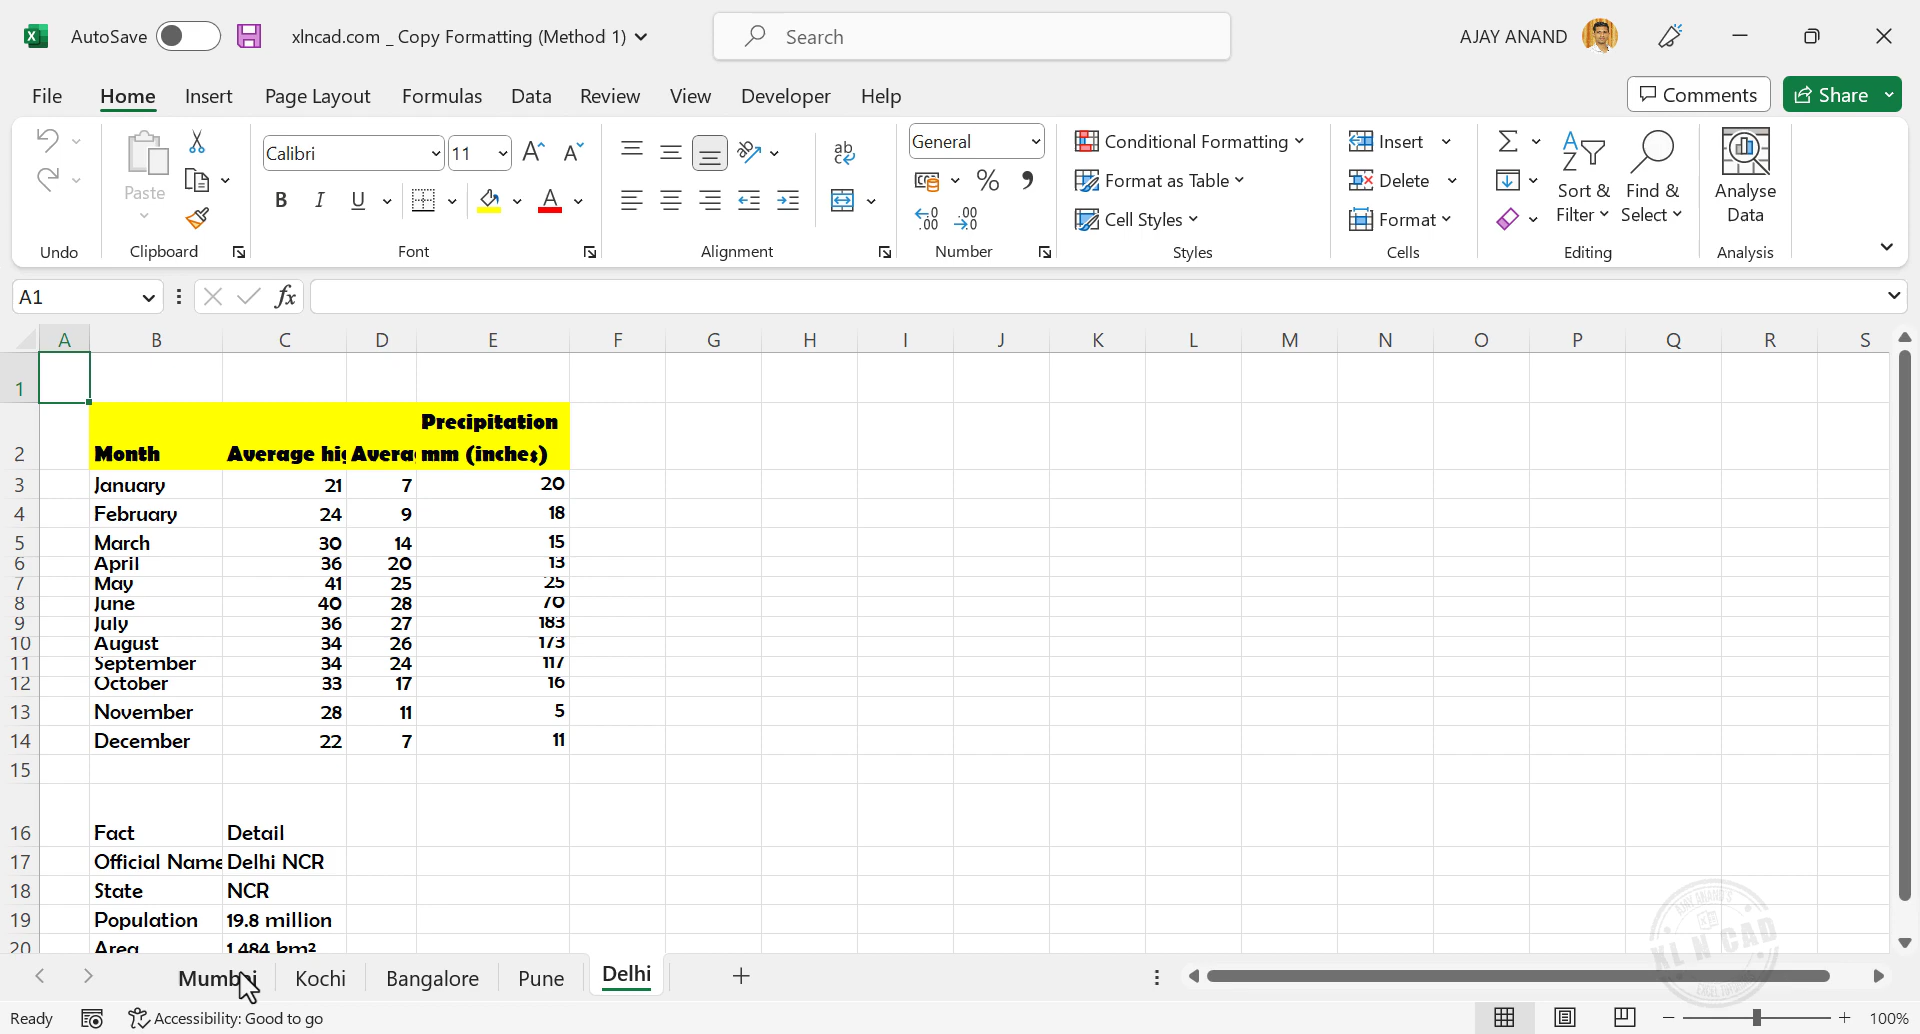 AutoSave xlncad.com _ Copy Formatting (Method 1) Search AJAY ANAND
File Home Insert Page Layout Formulas Data Review View Developer Help Comments Share
Calibri 11 General Conditional Formatting Insert
Paste Format as Table Delete Sort & Filter Find & Select Analyse Data
B I U Cell Styles Format
Undo Clipboard Font Alignment Number Styles Cells Editing Analysis
A1 fx
A B C D E F G H I J K L M N O P Q R S
1
2 Month Average hig Averag Precipitation mm (inches)
3 January 21 7 20
4 February 24 9 18
5 March 30 14 15
6 April 36 20 13
7 May 41 25 25
8 June 40 28 70
9 July 36 27 183
10 August 34 26 173
11 September 34 24 117
12 October 33 17 16
13 November 28 11 5
14 December 22 7 11
15
16 Fact Detail
17 Official Name Delhi NCR
18 State NCR
19 Population 19.8 million
20 Area 1,484 km²
Mumbai Kochi Bangalore Pune Delhi
XL N CAD
Ready Accessibility: Good to go 100%